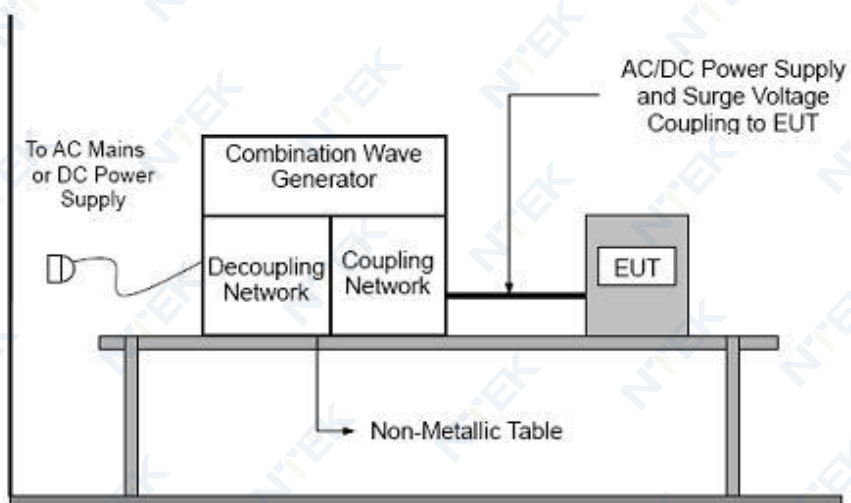 AC/DC Power Supply
and Surge Voltage
Coupling to EUT
To AC Mains
or DC Power
Supply
Combination Wave
Generator
Decoupling
Network
Coupling
Network
EUT
Non-Metallic Table
NTEK